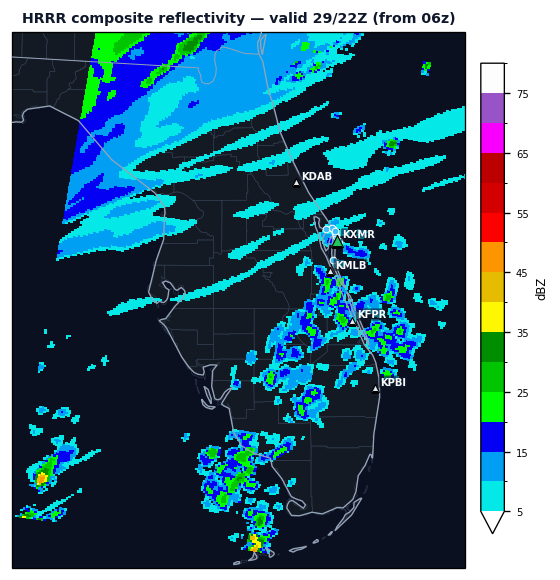 HRRR composite reflectivity — valid 29/22Z (from 06z)
KDAB
KXMR
KMLB
KFPR
KPBI
75
65
55
45
35
25
15
5
dBZ